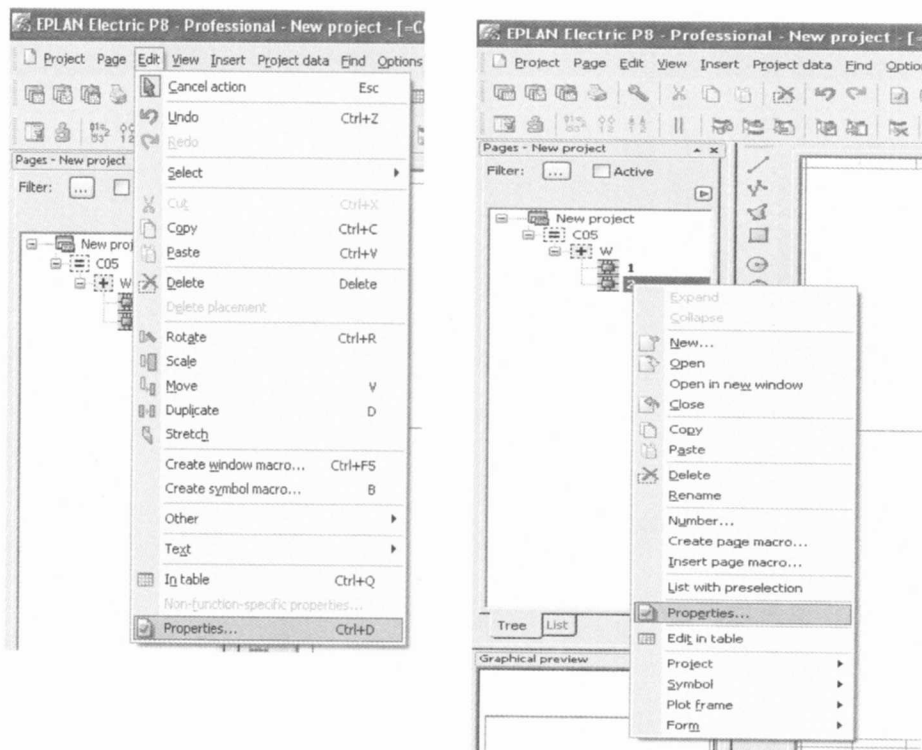 EPLAN Electric P8 - Professional - New project - [=C
Project Page Edit View Insert Project data Find Options
Cancel action Esc
Undo Ctrl+Z
Redo
Select
Cut Ctrl+X
Copy Ctrl+C
Paste Ctrl+V
Delete Delete
Delete placement
Rotate Ctrl+R
Scale
Move V
Duplicate D
Stretch
Create window macro... Ctrl+F5
Create symbol macro... B
Other
Text
In table Ctrl+Q
Non-function-specific properties...
Properties... Ctrl+D
Pages - New project
Filter: ...
New proj
C05
W
EPLAN Electric P8 - Professional - New project - [=
Project Page Edit View Insert Project data Find Optio
Pages - New project
Filter: ... Active
New project
C05
W
1
2
Expand
Collapse
New...
Open
Open in new window
Close
Copy
Paste
Delete
Rename
Number...
Create page macro...
Insert page macro...
List with preselection
Properties...
Edit in table
Project
Symbol
Plot frame
Form
Tree List
Graphical preview